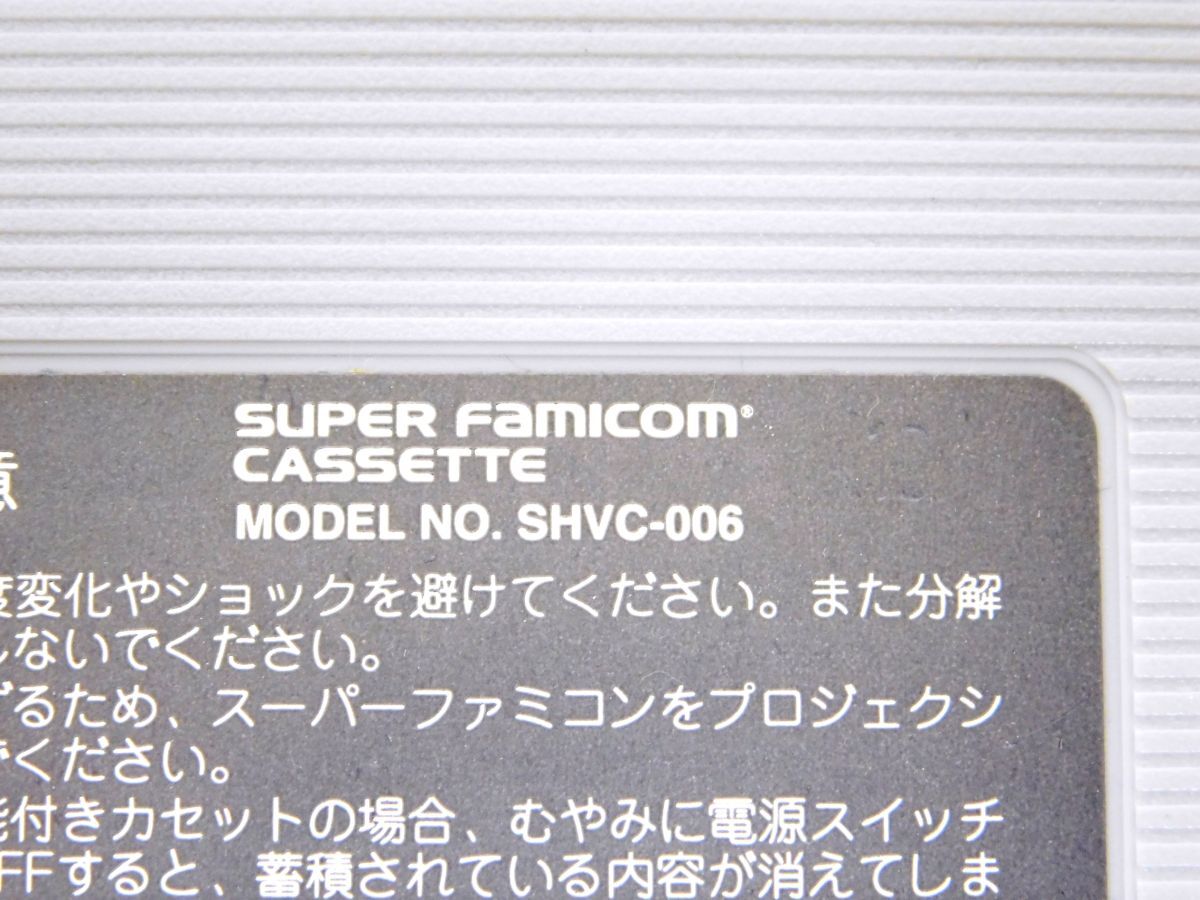 SUPER FAMICOM®
CASSETTE
意
MODEL NO. SHVC-006
度変化やショックを避けてください。また分解
しないでください。
ざるため、スーパーファミコンをプロジェクシ
でください。
能付きカセットの場合、むやみに電源スイッチ
FFすると、蓄積されている内容が消えてしま